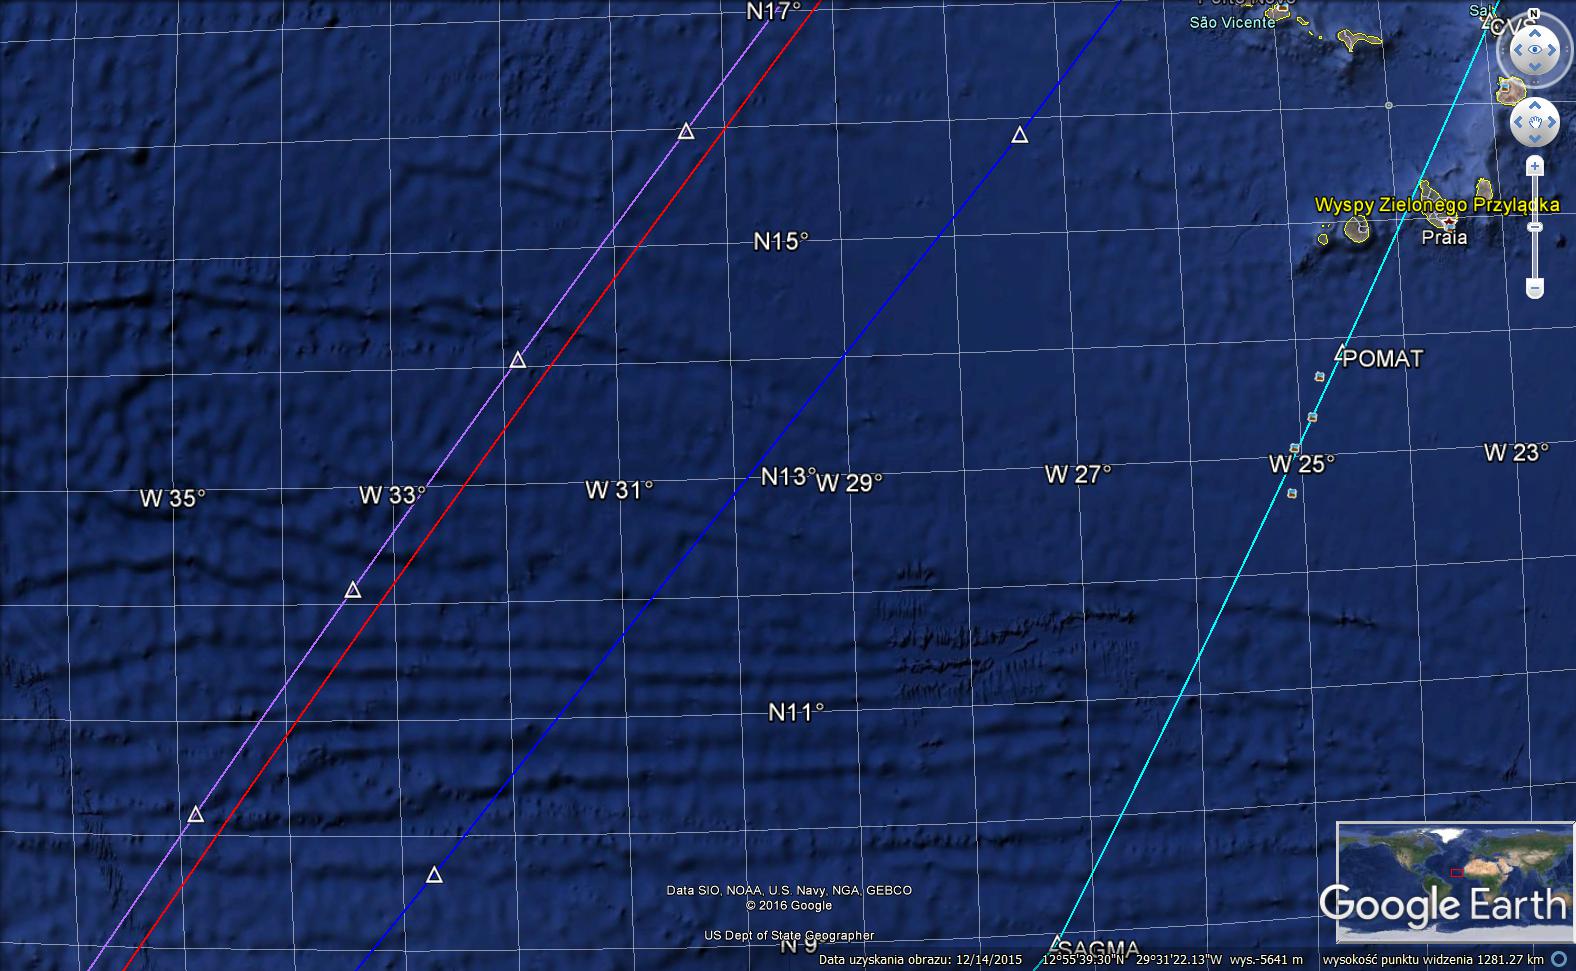 N17°
São Vicente
Sal
CVS
N
N15°
Wyspy Zielonego Przylądka
Praia
POMAT
W 35°
W 33°
W 31°
N13°
W 29°
W 27°
W 25°
W 23°
N11°
Data SIO, NOAA, U.S. Navy, NGA, GEBCO
© 2016 Google
US Dept of State Geographer
N 9°
SAGMA
Google Earth
Data uzyskania obrazu: 12/14/2015 12°55'39.30"N 29°31'22.13"W wys.-5641 m wysokość punktu widzenia 1281.27 km